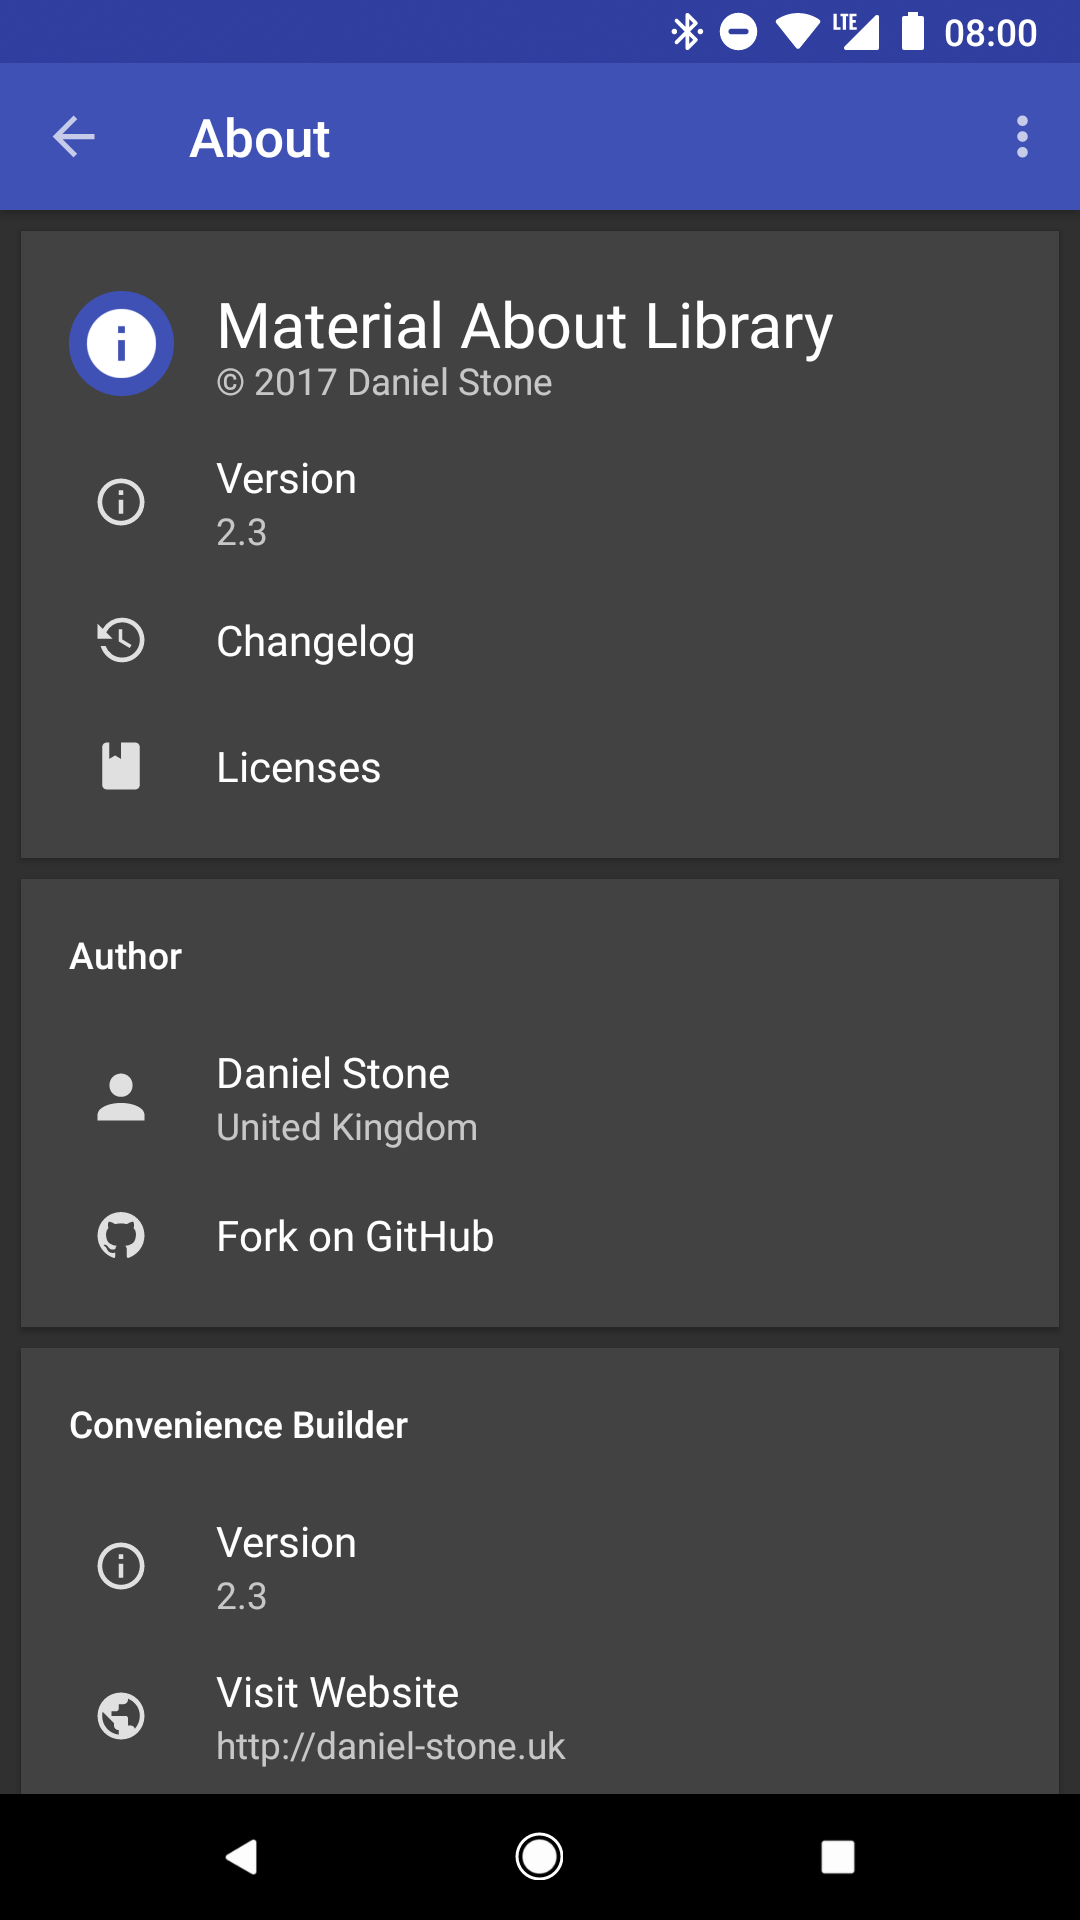 LTE 08:00
About
Material About Library
© 2017 Daniel Stone
Version
2.3
Changelog
Licenses
Author
Daniel Stone
United Kingdom
Fork on GitHub
Convenience Builder
Version
2.3
Visit Website
http://daniel-stone.uk